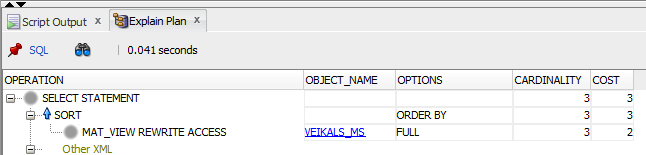 Script Output x Explain Plan x
SQL 0.041 seconds
OPERATION OBJECT_NAME OPTIONS CARDINALITY COST
SELECT STATEMENT 3 3
SORT ORDER BY 3 3
MAT_VIEW REWRITE ACCESS VEIKALS_MS FULL 3 2
Other XML